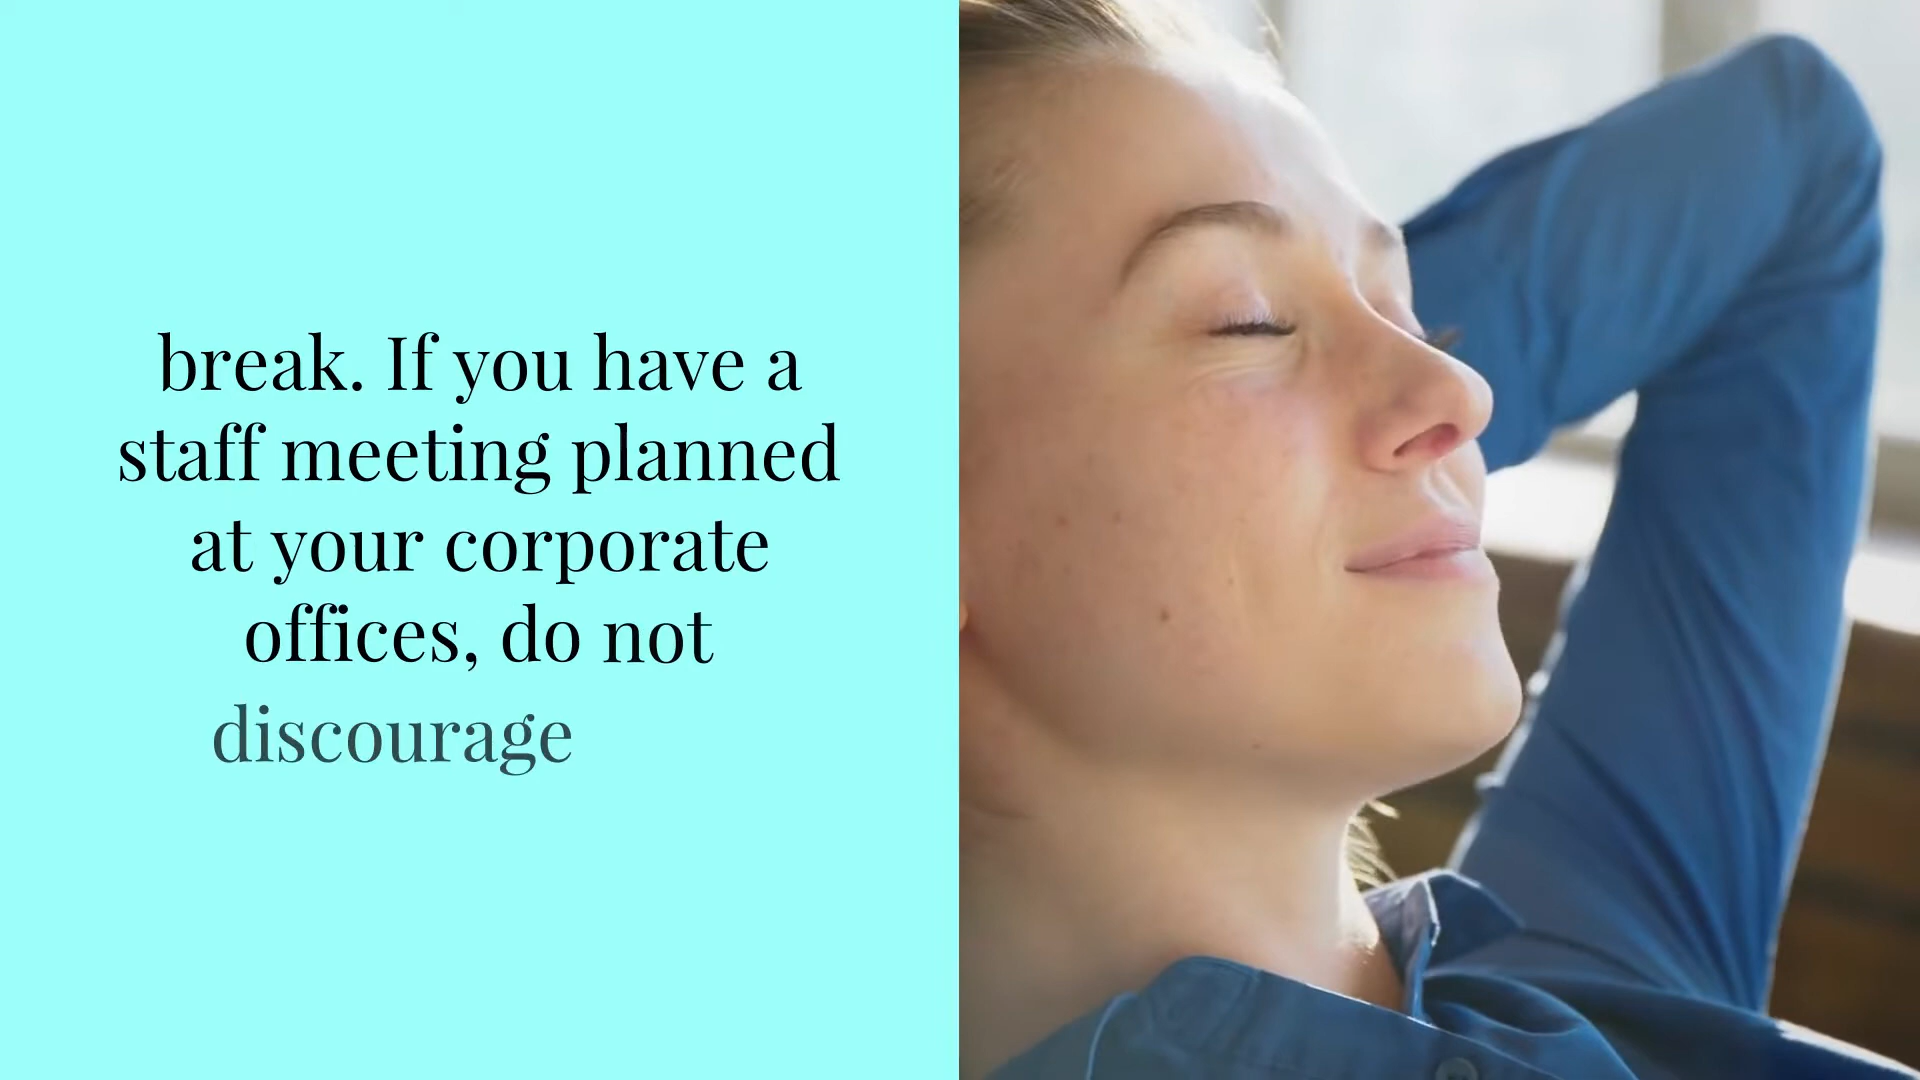 break. If you have a
staff meeting planned
at your corporate
offices, do not
discourage